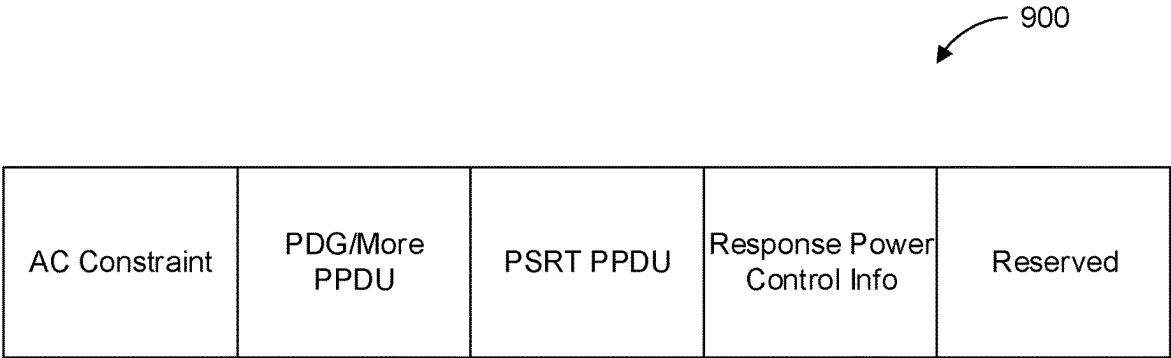 900
AC Constraint
PDG/More
PPDU
PSRT PPDU
Response Power
Control Info
Reserved